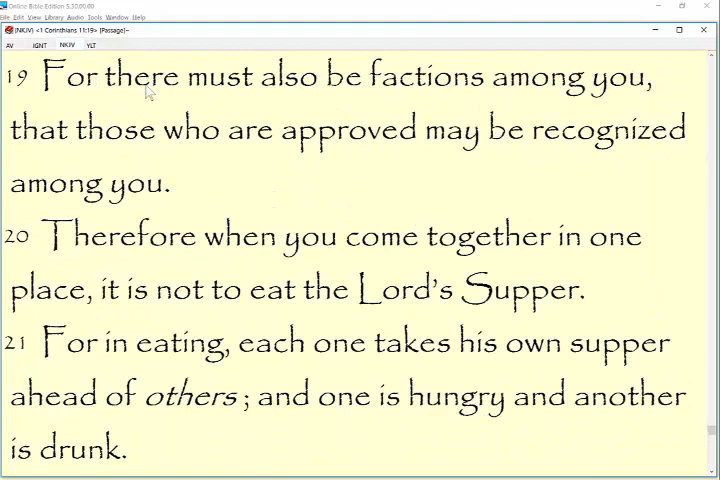 Online Bible Edition 5.30.00.00
File Edit View Library Audio Tools Window Help
(NKJV) <1 Corinthians 11:19> (Passage)~
AV IGNT NKJV YLT
19 For there must also be factions among you,
that those who are approved may be recognized
among you.
20 Therefore when you come together in one
place, it is not to eat the Lord's Supper.
21 For in eating, each one takes his own supper
ahead of others; and one is hungry and another
is drunk.